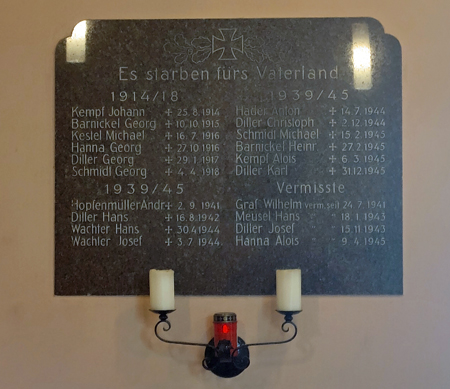 Es starben fürs Vaterland
1914/18
Kempf Johann + 25.8.1914
Barnickel Georg + 10.10.1915
Kestel Michael + 16.7.1916
Hanna Georg + 27.10.1916
Diller Georg + 29.1.1917
Schmidt Georg + 4.4.1918
1939/45
Hopfenmüller Andr. + 2.9.1941
Diller Hans + 16.8.1942
Wachler Hans + 30.4.1944
Wachler Josef + 3.7.1944
1939/45
Hader Anton + 14.7.1944
Diller Christoph + 2.12.1944
Schmidt Michael + 15.2.1945
Barnickel Heinr. + 27.2.1945
Kempf Alois + 6.3.1945
Diller Karl + 31.12.1945
Vermisste
Graf Wilhelm verm. seit 24.7.1941
Meusel Hans " 18.1.1943
Diller Josef " 15.11.1943
Hanna Alois " 9.4.1945